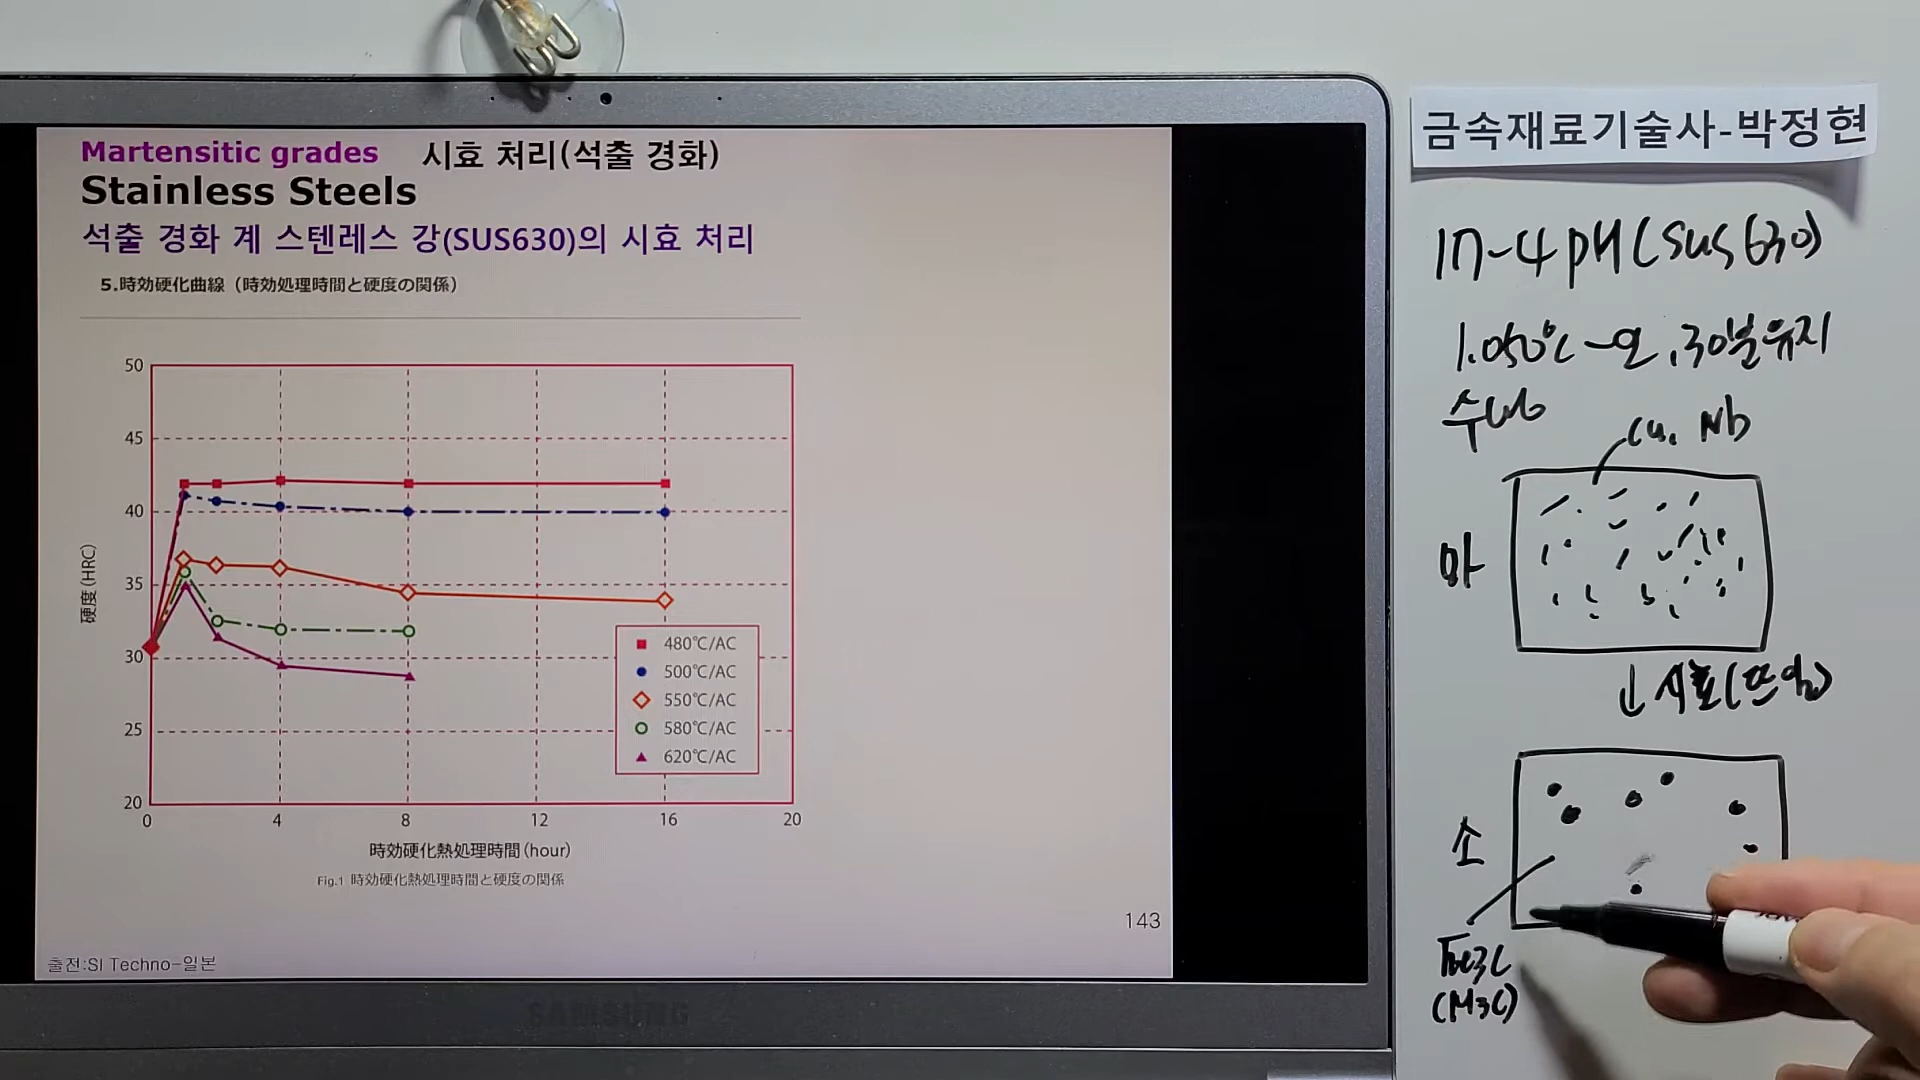 Martensitic grades 시효 처리(석출 경화)
Stainless Steels
석출 경화 계 스텐레스 강(SUS630)의 시효 처리
5.時効硬化曲線（時効処理時間と硬度の関係）
50
45
40
35
30
25
20
硬度(HRC)
0 4 8 12 16 20
480℃/AC
500℃/AC
550℃/AC
580℃/AC
620℃/AC
時効硬化熱処理時間(hour)
Fig.1 時効硬化熱処理時間と硬度の関係
143
출전:SI Techno-일본
SAMSUNG
금속재료기술사-박정현
17-4pH(SUS630)
1.050℃-오,30분유지
수냉
Cu. Nb
마
↓시효(뜨임)
소
Fe3C
(M3C)